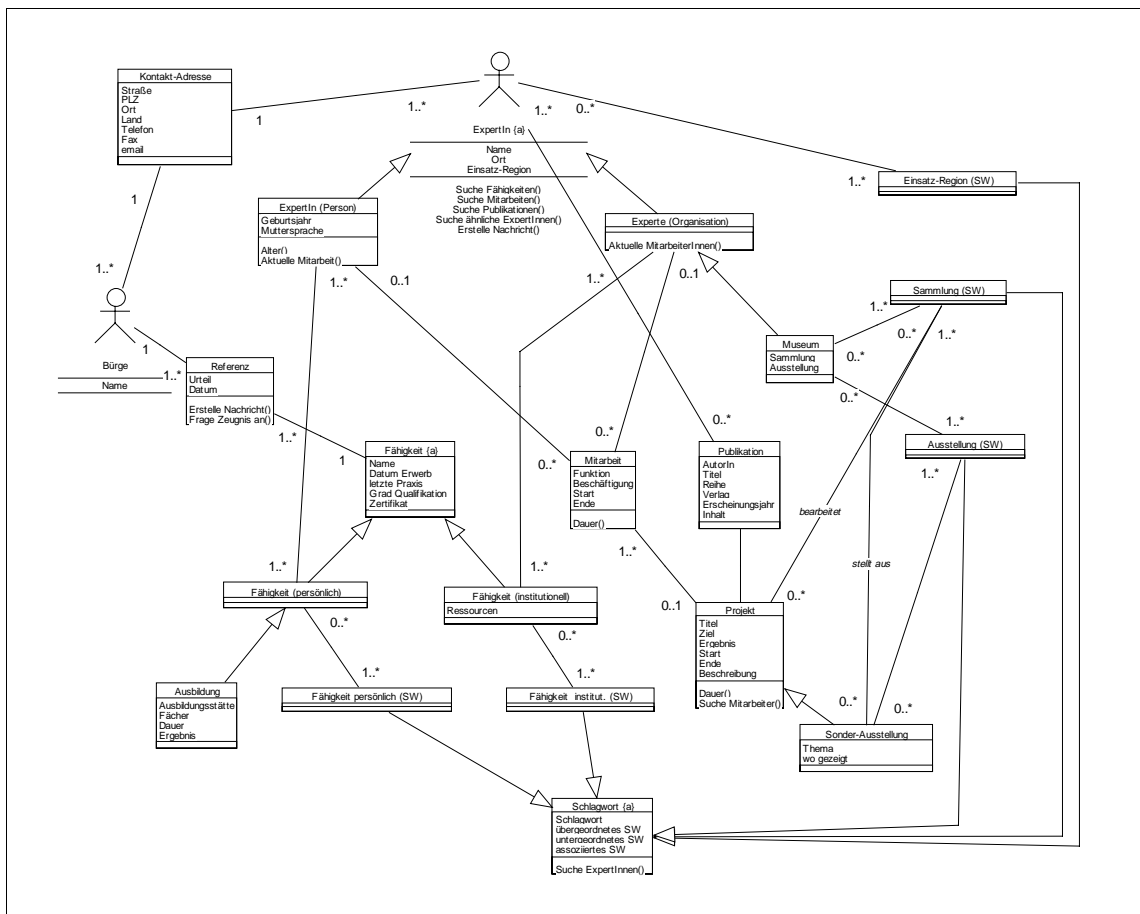 Kontakt-Adresse
Straße
PLZ
Ort
Land
Telefon
Fax
email
1
1..*
1..*
0..*
ExpertIn {a}
Name
Ort
Einsatz-Region
Suche Fähigkeiten()
Suche Mitarbeiten()
Suche Publikationen()
Suche ähnliche ExpertInnen()
Erstelle Nachricht()
1..*
Einsatz-Region (SW)
1
1..*
ExpertIn (Person)
Geburtsjahr
Muttersprache
Alter()
Aktuelle Mitarbeit()
1..*
0..1
Experte (Organisation)
Aktuelle MitarbeiterInnen()
1..*
0..1
Sammlung (SW)
1..*
0..*
1..*
Museum
Sammlung
Ausstellung
0..*
0..*
Bürge
Name
1
1..*
Referenz
Urteil
Datum
Erstelle Nachricht()
Frage Zeugnis an()
1..*
1
Fähigkeit {a}
Name
Datum Erwerb
letzte Praxis
Grad Qualifikation
Zertifikat
0..*
0..*
Mitarbeit
Funktion
Beschäftigung
Start
Ende
Dauer()
0..*
Publikation
AutorIn
Titel
Reihe
Verlag
Erscheinungsjahr
Inhalt
1..*
Ausstellung (SW)
1..*
bearbeitet
stellt aus
1..*
1..*
1..*
0..1
0..*
Fähigkeit (persönlich)
0..*
Fähigkeit (institutionell)
Ressourcen
0..*
Projekt
Titel
Ziel
Ergebnis
Start
Ende
Beschreibung
Dauer()
Suche Mitarbeiter()
1..*
1..*
Ausbildung
Ausbildungsstätte
Fächer
Dauer
Ergebnis
Fähigkeit persönlich (SW)
Fähigkeit institut. (SW)
0..*
0..*
Sonder-Ausstellung
Thema
wo gezeigt
Schlagwort {a}
Schlagwort
übergeordnetes SW
untergeordnetes SW
assoziiertes SW
Suche ExpertInnen()